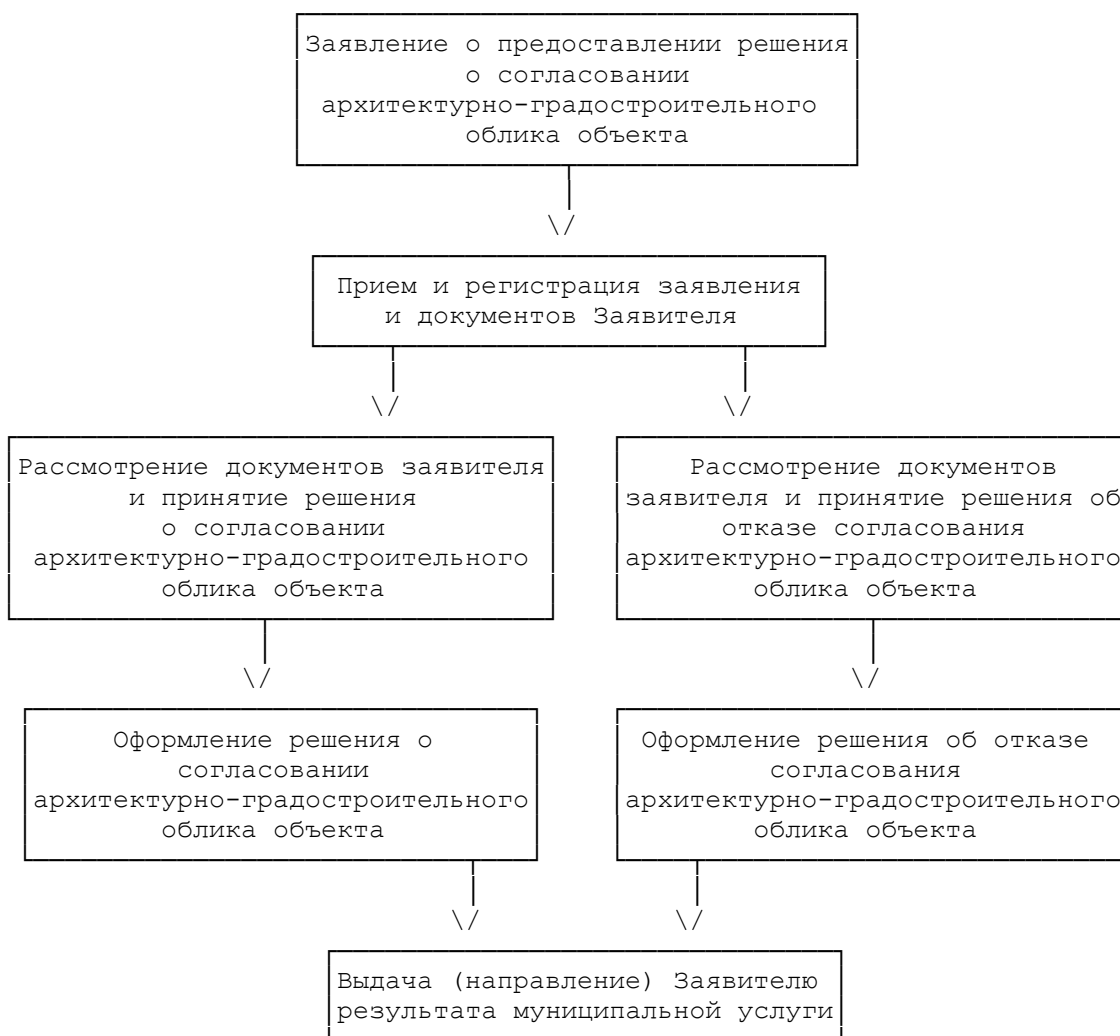 Заявление о предоставлении решения
о согласовании
архитектурно-градостроительного
облика объекта
\/
Прием и регистрация заявления
и документов Заявителя
\/
\/
Рассмотрение документов заявителя
и принятие решения
о согласовании
архитектурно-градостроительного
облика объекта
Рассмотрение документов
заявителя и принятие решения об
отказе согласования
архитектурно-градостроительного
облика объекта
\/
\/
Оформление решения о
согласовании
архитектурно-градостроительного
облика объекта
Оформление решения об отказе
согласования
архитектурно-градостроительного
облика объекта
\/
\/
Выдача (направление) Заявителю
результата муниципальной услуги